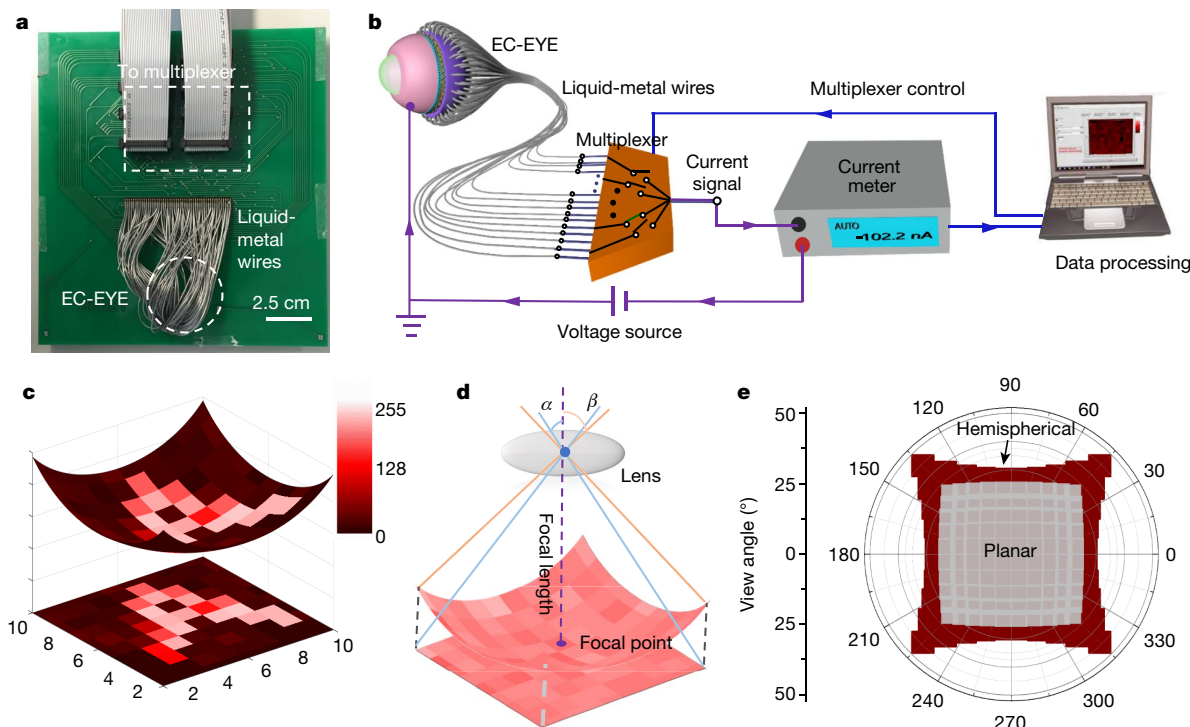 a
To multiplexer
Liquid-
metal
wires
EC-EYE
2.5 cm
b
EC-EYE
Liquid-metal wires
Multiplexer control
Multiplexer
Current
signal
Current
meter
AUTO
-102.2 nA
Data processing
Voltage source
c
255
128
0
10
8
6
4
2
2
4
6
8
10
d
α
β
Lens
Focal length
Focal point
e
View angle (°)
50
25
0
25
50
90
120
60
Hemispherical
150
30
180
Planar
0
210
330
240
300
270